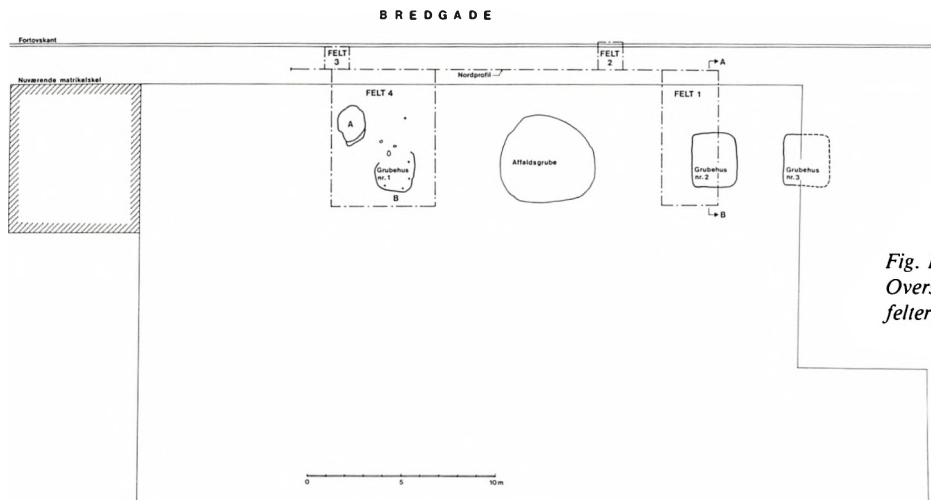 BREDGADE
Fortovskant
FELT
3
FELT
2
Nordprofil
A
Nuværende matrikelskel
FELT 4
FELT 1
A
Affaldsgrube
Grubehus
nr. 1
Grubehus
nr. 2
Grubehus
nr. 3
B
B
Fig.
Overs
felter
0 5 10 m